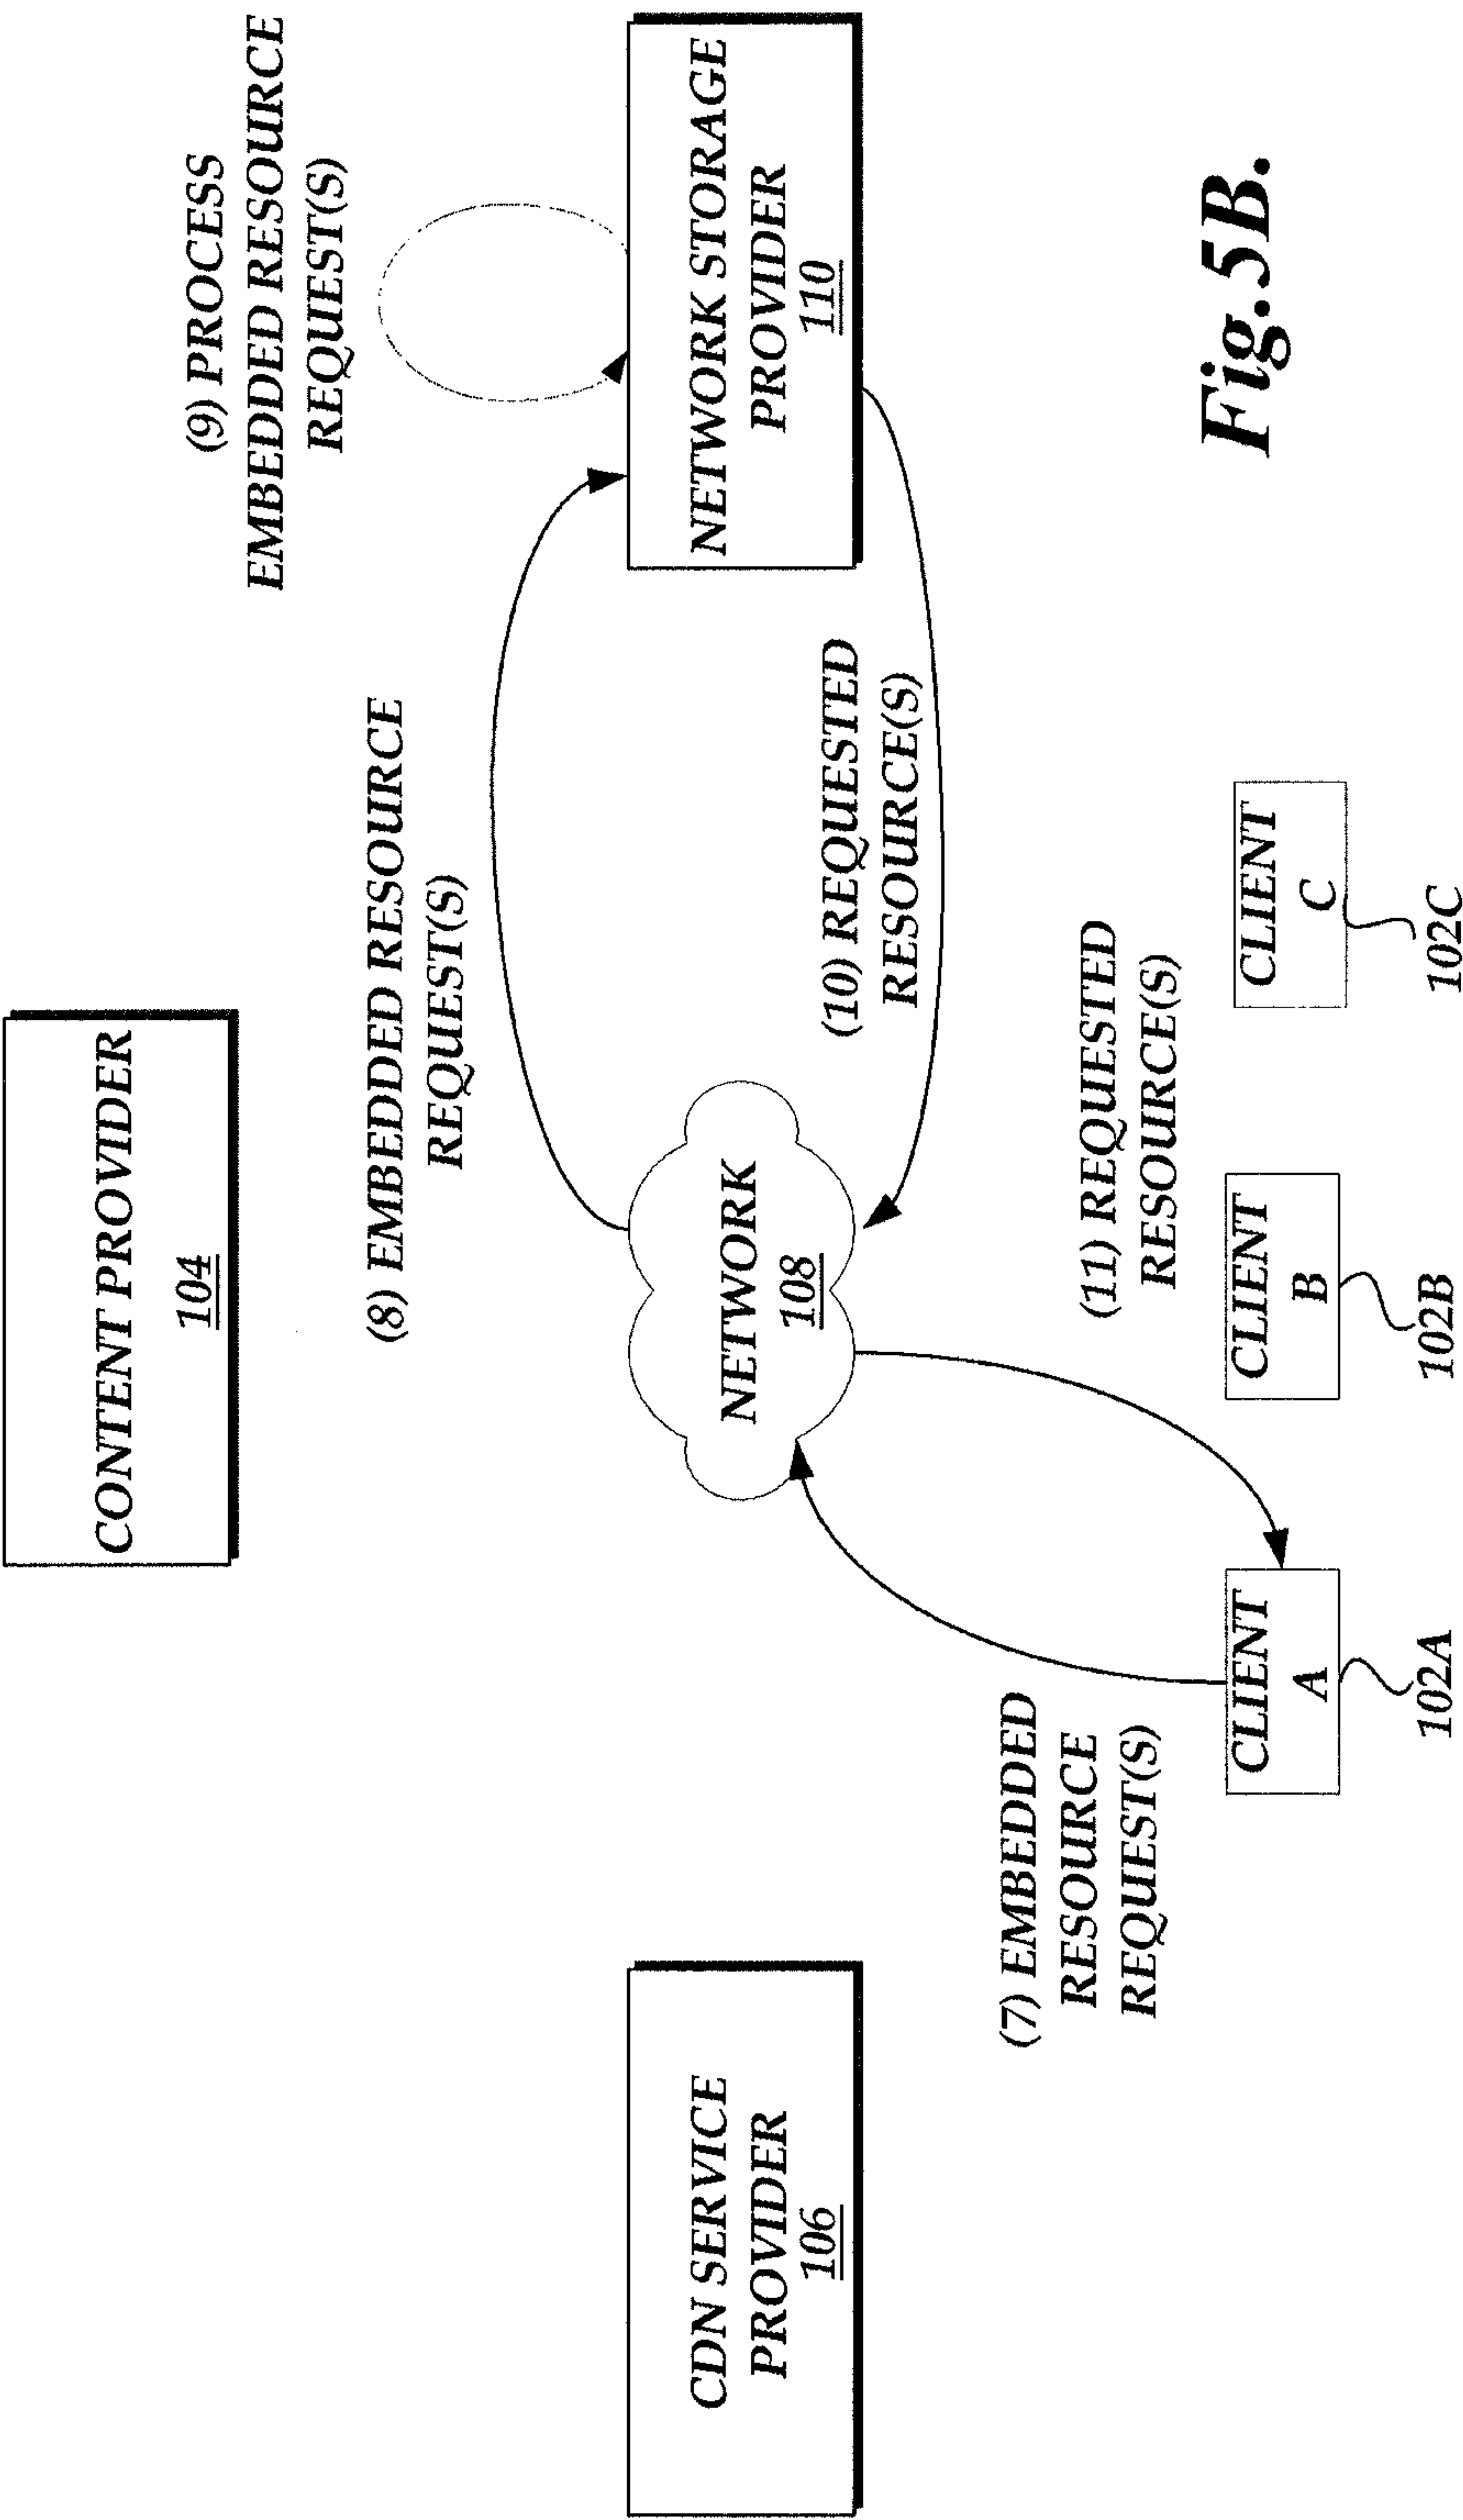 CONTENT PROVIDER
104
(8) EMBEDDED RESOURCE
REQUEST(S)
(9) PROCESS
EMBEDDED RESOURCE
REQUEST(S)
CDN SERVICE
PROVIDER
106
NETWORK
108
NETWORK STORAGE
PROVIDER
110
(7) EMBEDDED
RESOURCE
REQUEST(S)
(10) REQUESTED
RESOURCE(S)
(11) REQUESTED
RESOURCE(S)
CLIENT
A
102A
CLIENT
B
102B
CLIENT
C
102C
Fig.5B.